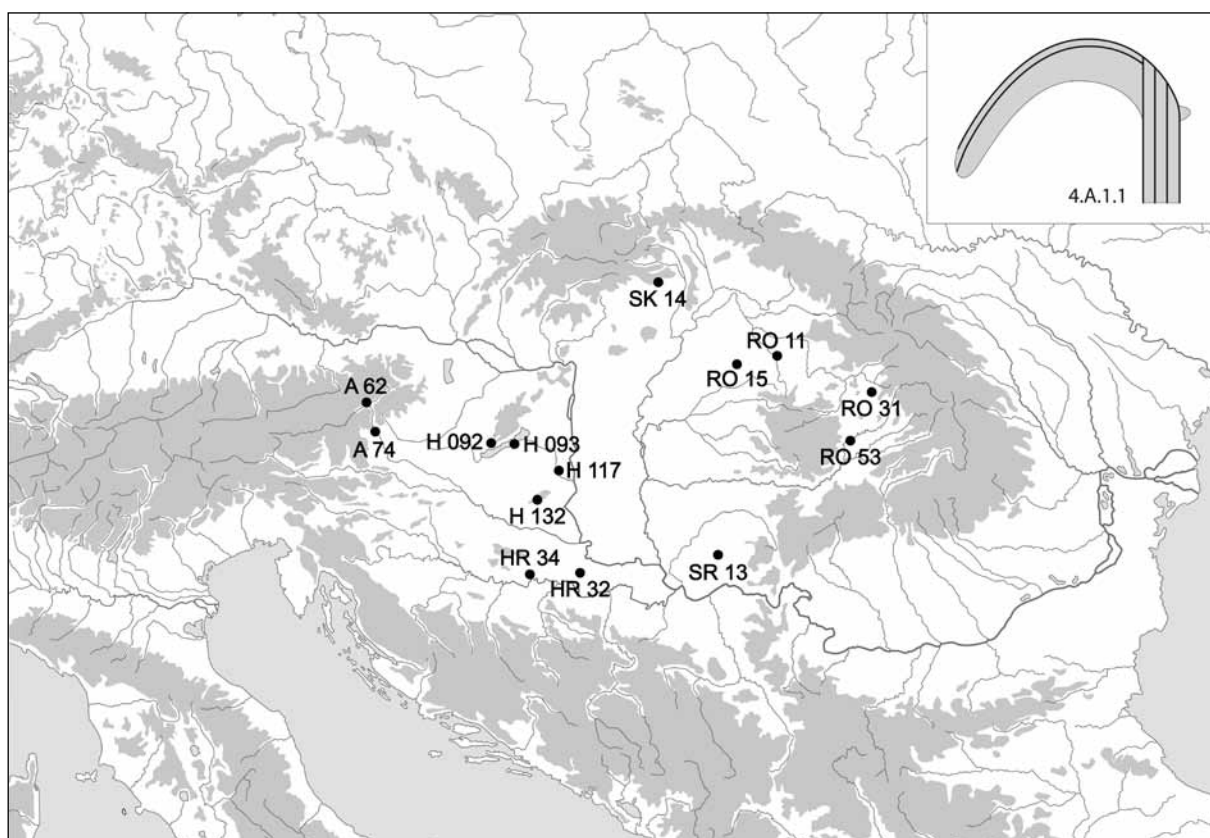 4.A.1.1
SK 14
RO 11
RO 15
A 62
RO 31
A 74
H 092
H 093
RO 53
H 117
H 132
HR 34
HR 32
SR 13